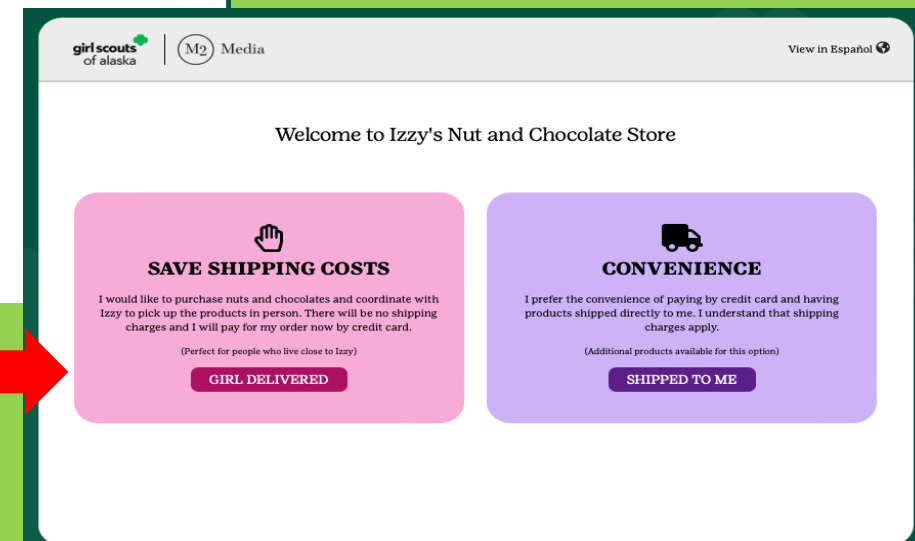 girl scouts
of alaska
M2 Media
View in Español
Welcome to Izzy's Nut and Chocolate Store
SAVE SHIPPING COSTS
I would like to purchase nuts and chocolates and coordinate with
Izzy to pick up the products in person. There will be no shipping
charges and I will pay for my order now by credit card.
(Perfect for people who live close to Izzy)
GIRL DELIVERED
CONVENIENCE
I prefer the convenience of paying by credit card and having
products shipped directly to me. I understand that shipping
charges apply.
(Additional products available for this option)
SHIPPED TO ME